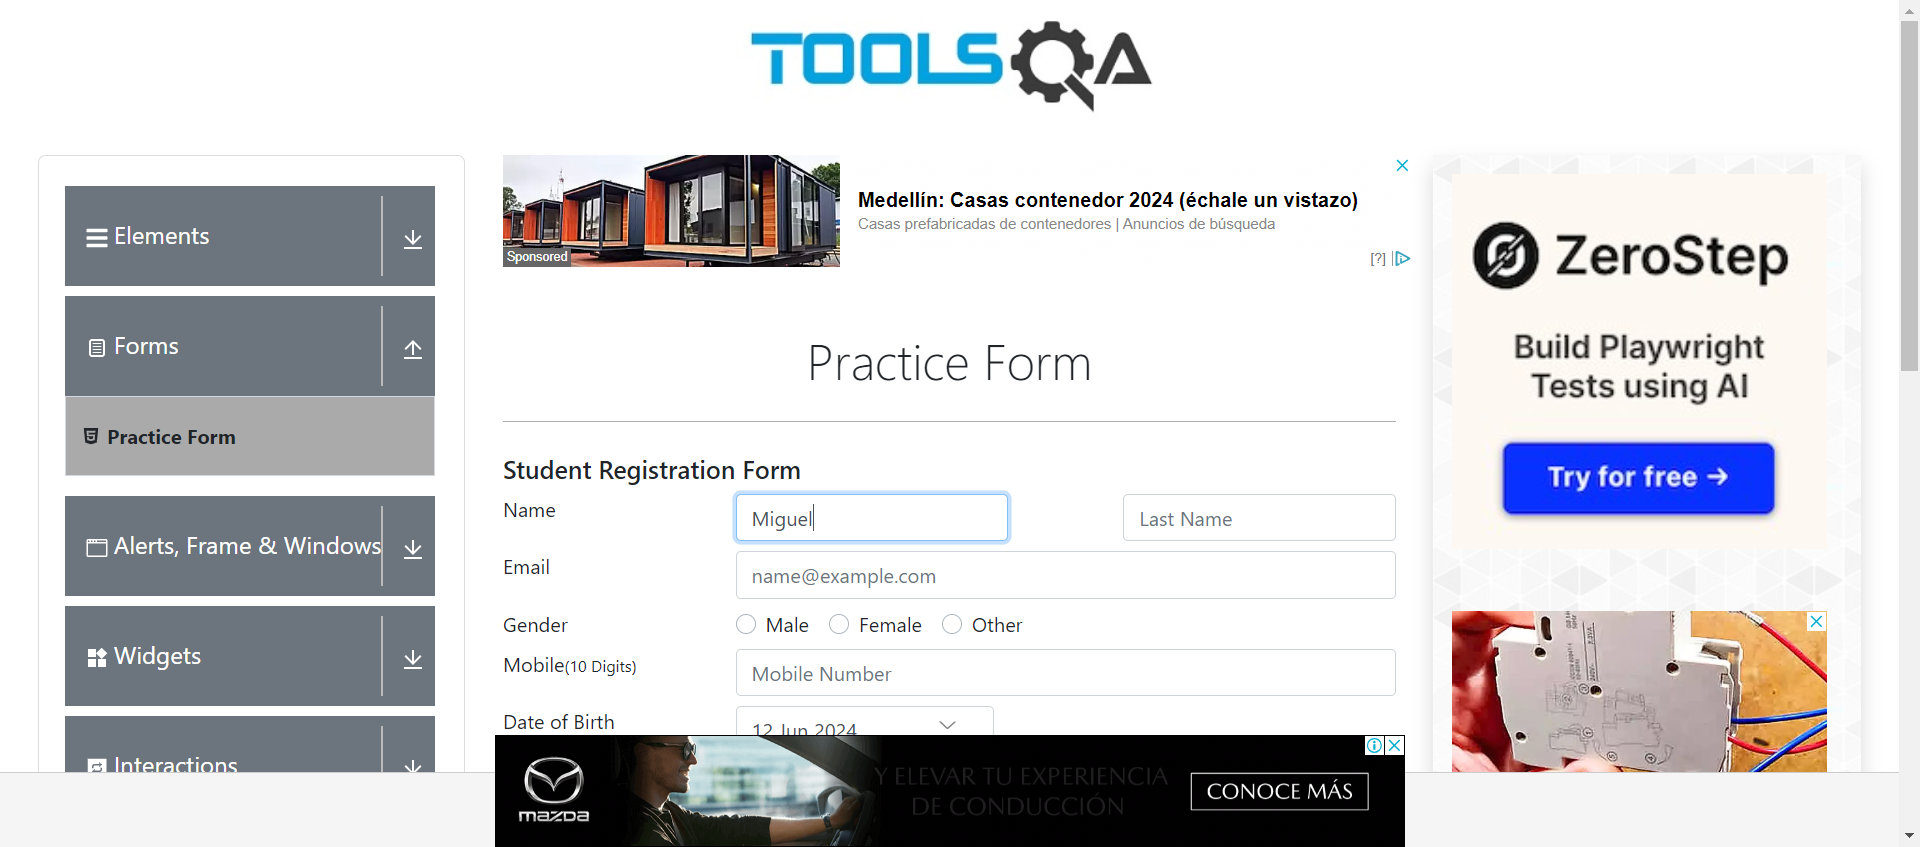 TOOLSQA
Elements
Forms
Practice Form
Alerts, Frame & Windows
Widgets
Interactions
Sponsored
Medellín: Casas contenedor 2024 (échale un vistazo)
Casas prefabricadas de contenedores | Anuncios de búsqueda
[?]
Practice Form
Student Registration Form
Name
Miguel
Last Name
Email
name@example.com
Gender
Male
Female
Other
Mobile(10 Digits)
Mobile Number
Date of Birth
12 Jun 2024
mazda
Y ELEVAR TU EXPERIENCIA
DE CONDUCCIÓN
CONOCE MÁS
ZeroStep
Build Playwright
Tests using AI
Try for free →